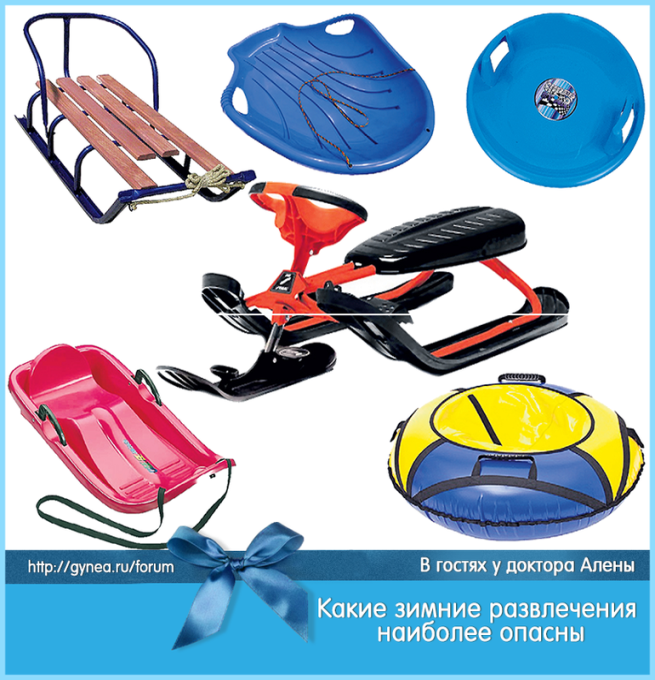 http://gynea.ru/forum
В гостях у доктора Алены
Какие зимние развлечения
наиболее опасны